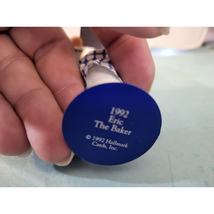 1992
Eric
The Baker
© 1992 Hallmark
Cards, Inc.